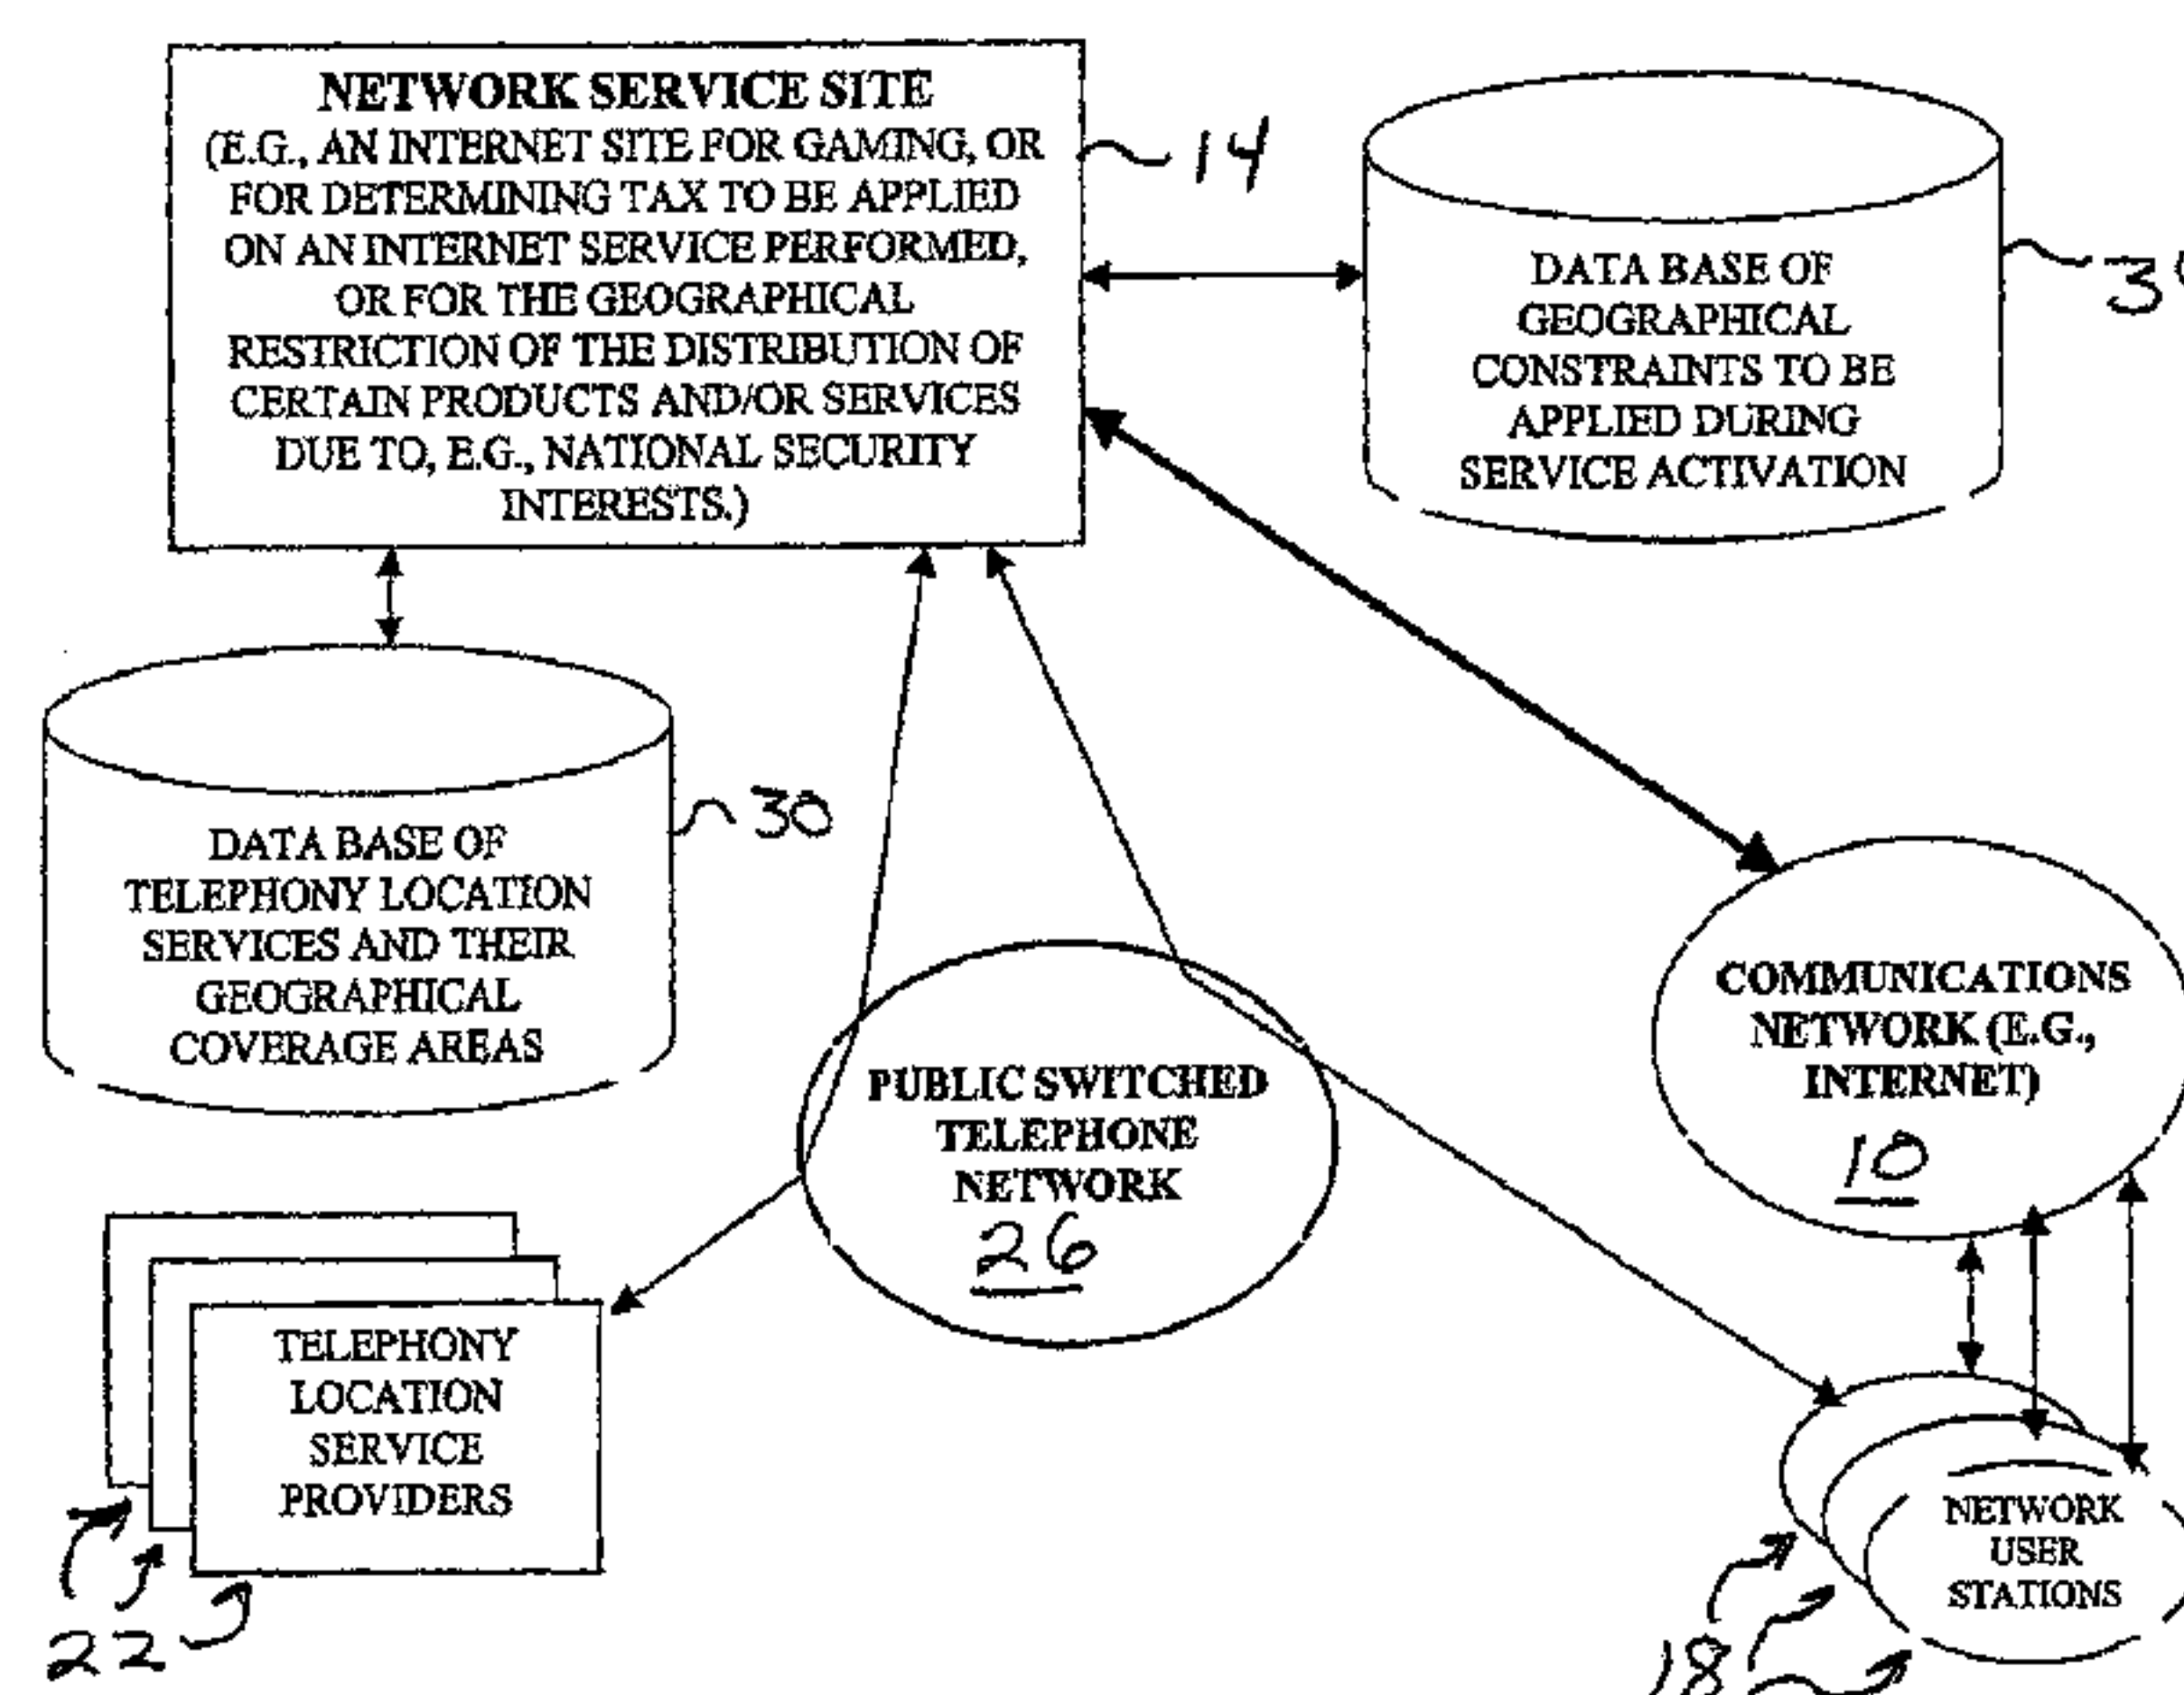 NETWORK SERVICE SITE
(E.G., AN INTERNET SITE FOR GAMING, OR
FOR DETERMINING TAX TO BE APPLIED
ON AN INTERNET SERVICE PERFORMED,
OR FOR THE GEOGRAPHICAL
RESTRICTION OF THE DISTRIBUTION OF
CERTAIN PRODUCTS AND/OR SERVICES
DUE TO, E.G., NATIONAL SECURITY
INTERESTS.)
14
DATA BASE OF
GEOGRAPHICAL
CONSTRAINTS TO BE
APPLIED DURING
SERVICE ACTIVATION
DATA BASE OF
TELEPHONY LOCATION
SERVICES AND THEIR
GEOGRAPHICAL
COVERAGE AREAS
30
PUBLIC SWITCHED
TELEPHONE
NETWORK
26
COMMUNICATIONS
NETWORK (E.G.,
INTERNET)
10
TELEPHONY
LOCATION
SERVICE
PROVIDERS
22
NETWORK
USER
STATIONS
18